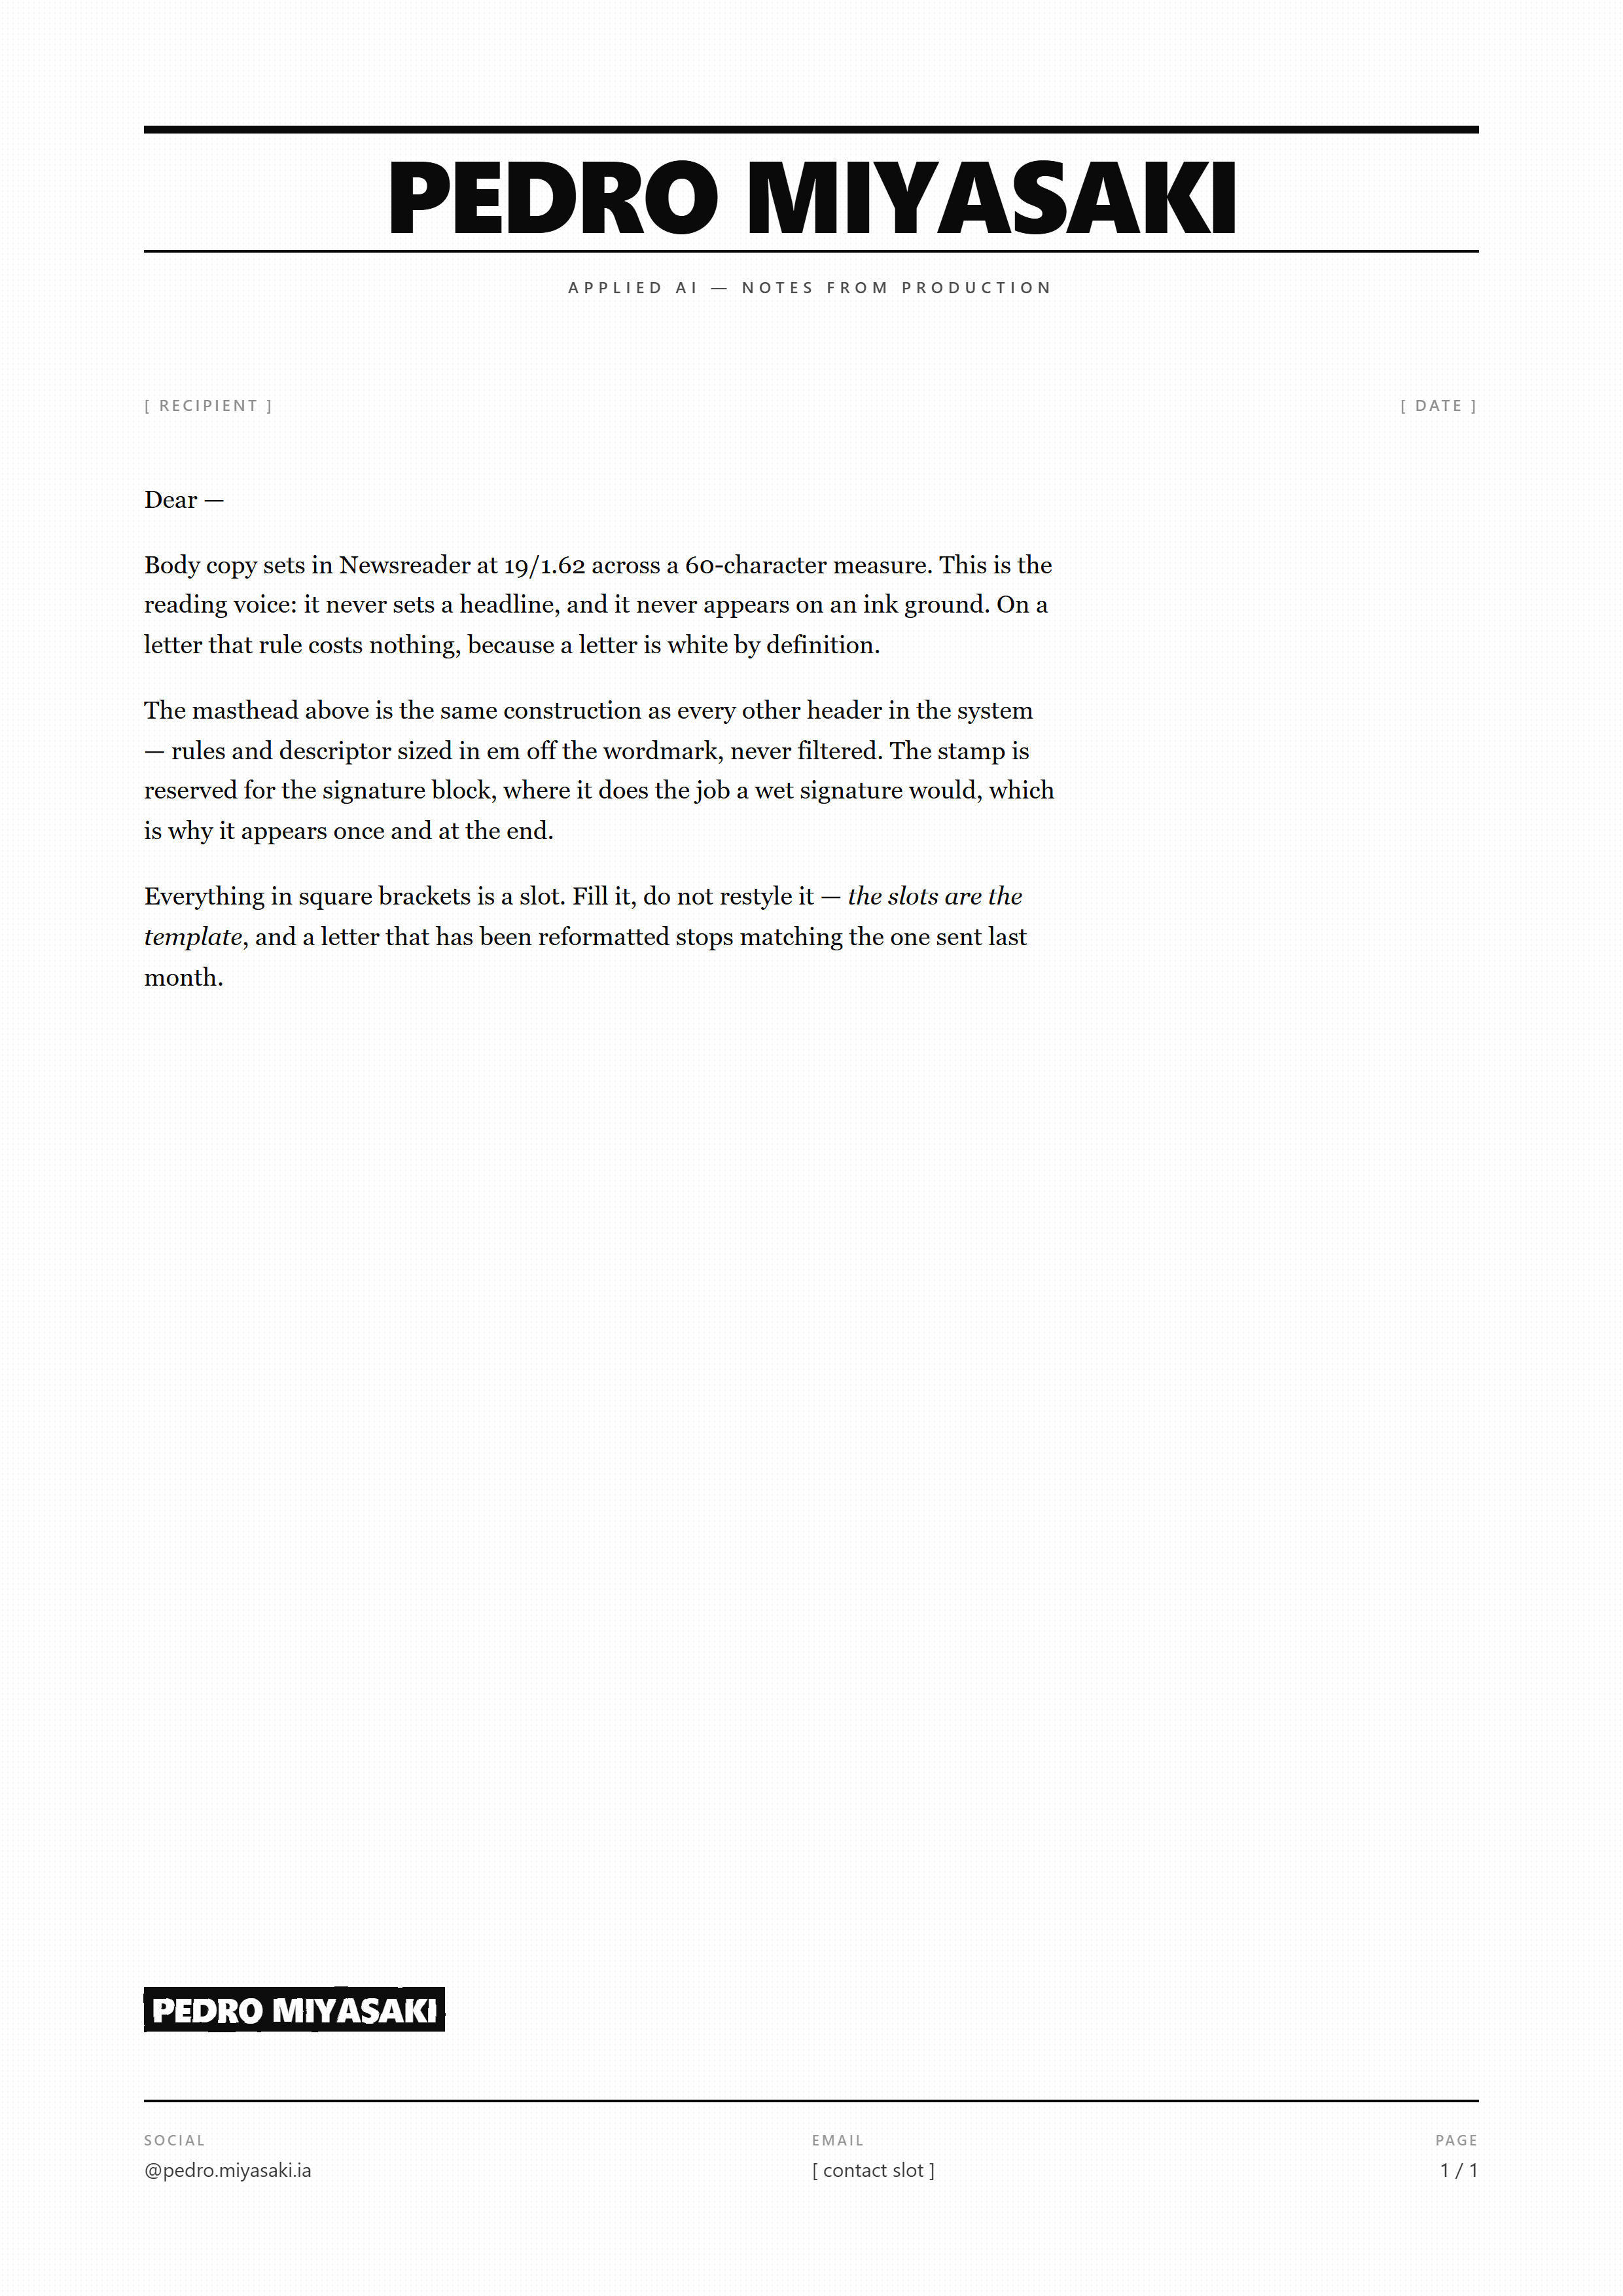 PEDRO MIYASAKI
APPLIED AI — NOTES FROM PRODUCTION
[ RECIPIENT ]
[ DATE ]
Dear —
Body copy sets in Newsreader at 19/1.62 across a 60-character measure. This is the
reading voice: it never sets a headline, and it never appears on an ink ground. On a
letter that rule costs nothing, because a letter is white by definition.
The masthead above is the same construction as every other header in the system
— rules and descriptor sized in em off the wordmark, never filtered. The stamp is
reserved for the signature block, where it does the job a wet signature would, which
is why it appears once and at the end.
Everything in square brackets is a slot. Fill it, do not restyle it — the slots are the
template, and a letter that has been reformatted stops matching the one sent last
month.
PEDRO MIYASAKI
SOCIAL
@pedro.miyasaki.ia
EMAIL
[ contact slot ]
PAGE
1 / 1